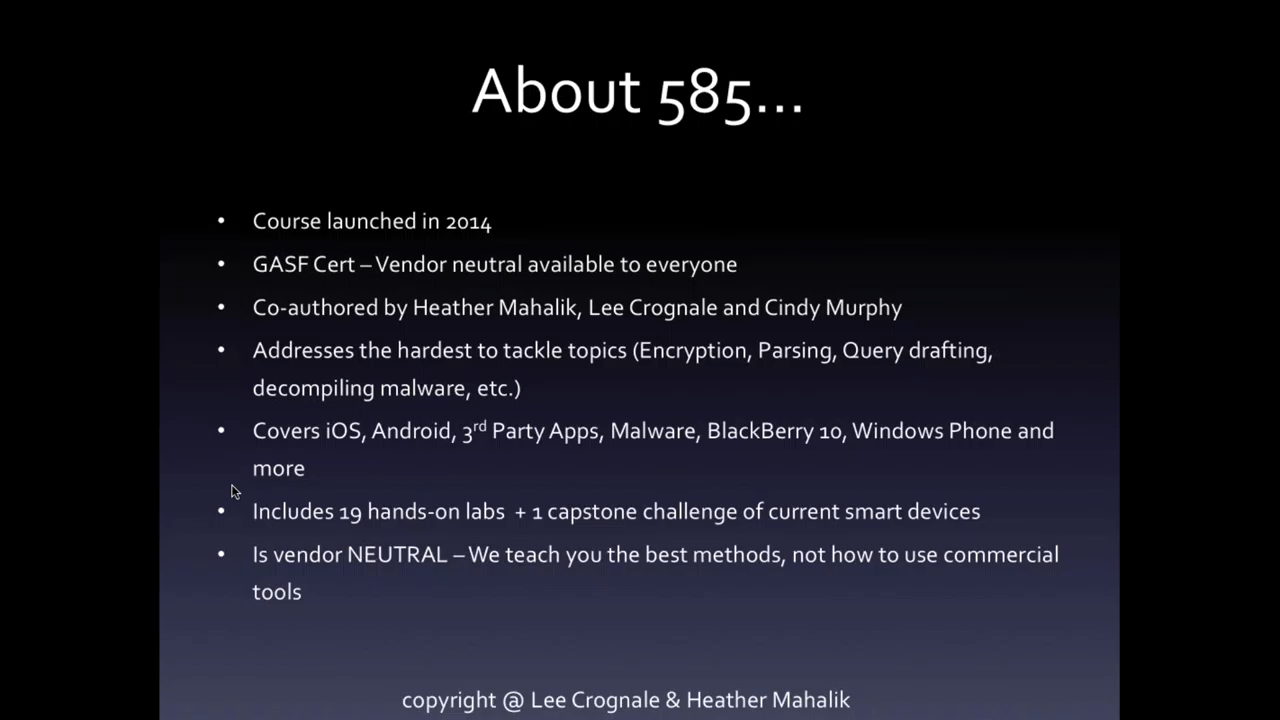 About 585...
• Course launched in 2014
• GASF Cert – Vendor neutral available to everyone
• Co-authored by Heather Mahalik, Lee Crognale and Cindy Murphy
• Addresses the hardest to tackle topics (Encryption, Parsing, Query drafting,
decompiling malware, etc.)
• Covers iOS, Android, 3rd Party Apps, Malware, BlackBerry 10, Windows Phone and
more
• Includes 19 hands-on labs + 1 capstone challenge of current smart devices
• Is vendor NEUTRAL – We teach you the best methods, not how to use commercial
tools
copyright @ Lee Crognale & Heather Mahalik